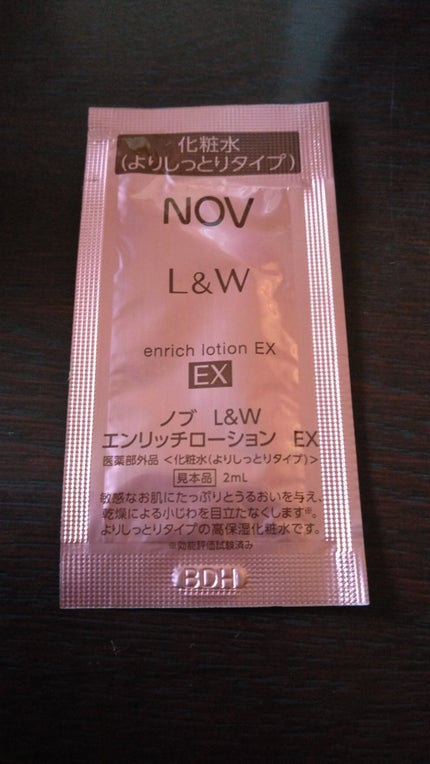 化粧水
(よりしっとりタイプ)
NOV
L&W
enrich lotion EX
EX
ノブ L&W
エンリッチローション EX
医薬部外品 <化粧水(よりしっとりタイプ)>
見本品 2mL
敏感なお肌にたっぷりとうるおいを与え、
乾燥による小じわを目立たなくします※。
よりしっとりタイプの高保湿化粧水です。
※効能評価試験済み
BDH